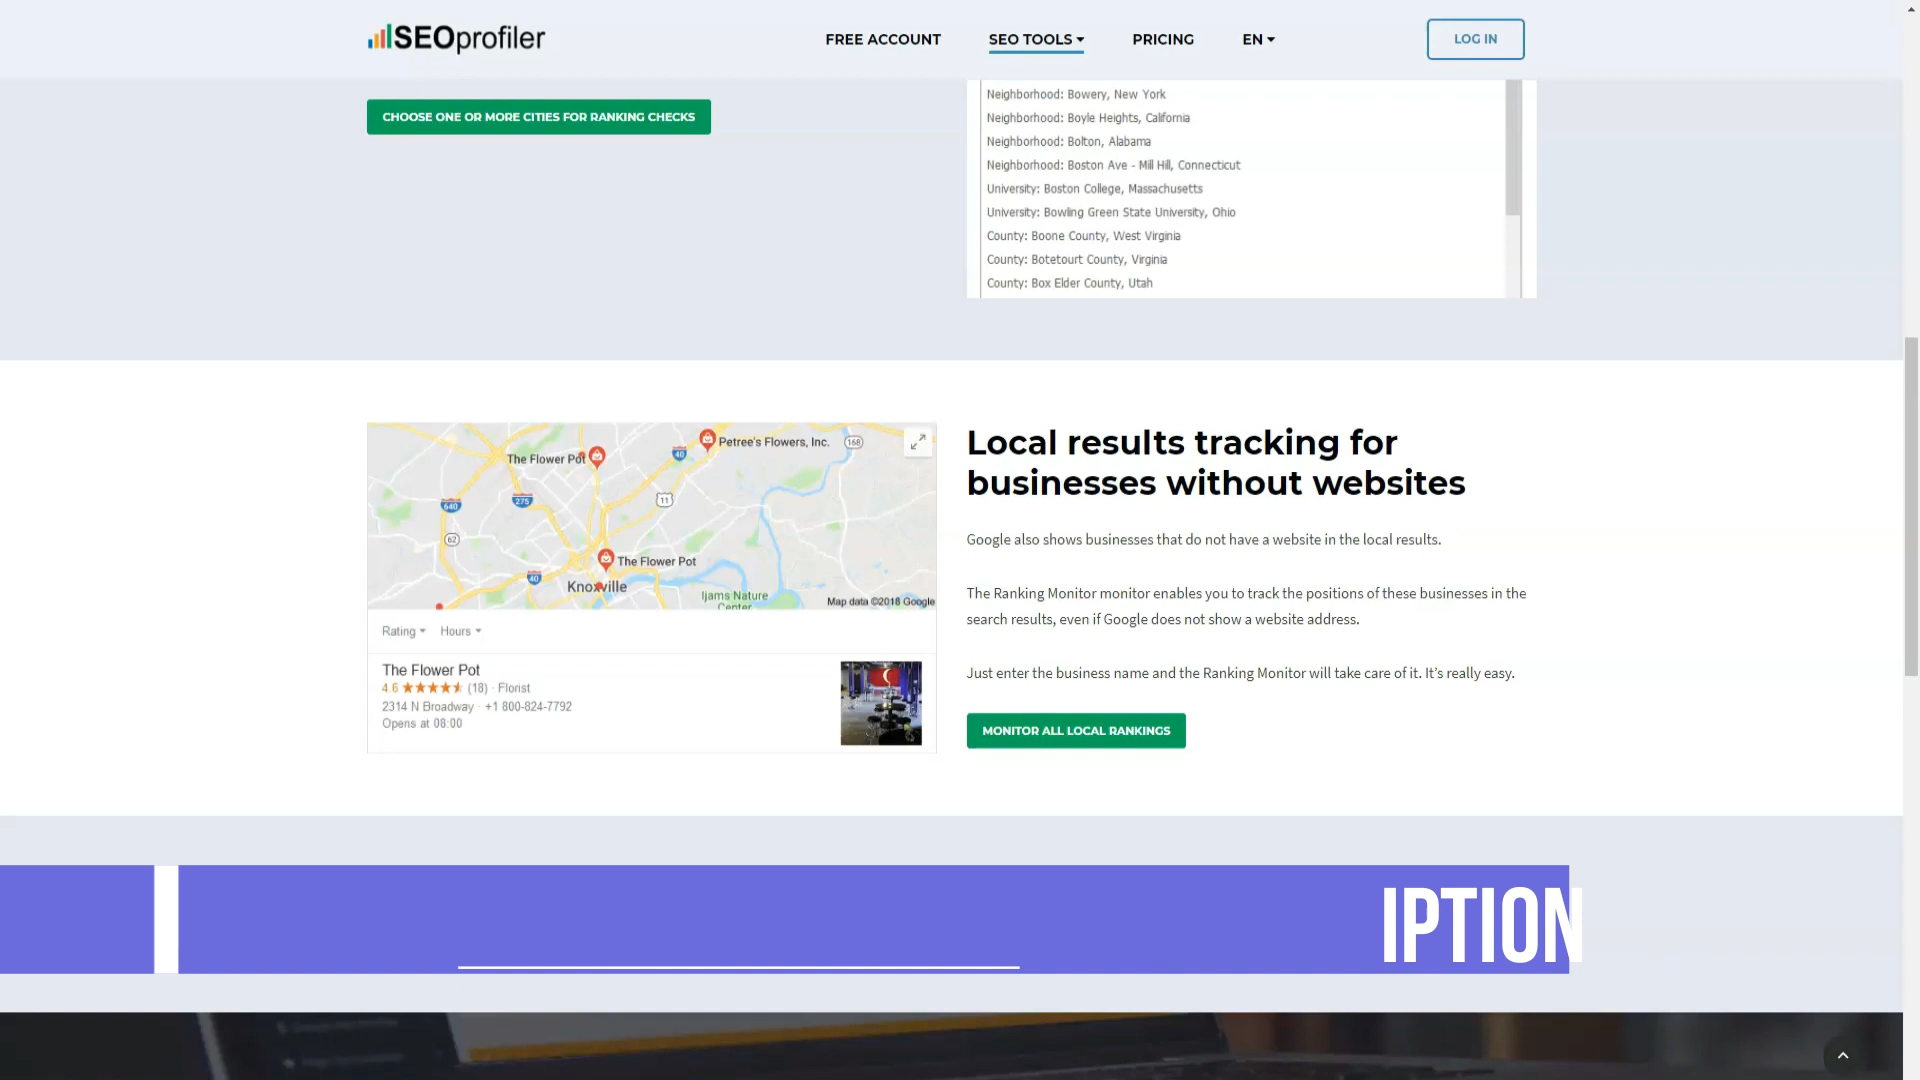 SEOprofiler
FREE ACCOUNT
SEO TOOLS
PRICING
EN
LOG IN
CHOOSE ONE OR MORE CITIES FOR RANKING CHECKS
Neighborhood: Bowery, New York
Neighborhood: Boyle Heights, California
Neighborhood: Bolton, Alabama
Neighborhood: Boston Ave - Mill Hill, Connecticut
University: Boston College, Massachusetts
University: Bowling Green State University, Ohio
County: Boone County, West Virginia
County: Botetourt County, Virginia
County: Box Elder County, Utah
Petree's Flowers, Inc.
168
The Flower Pot
40
640
275
11
62
The Flower Pot
40
Knoxville
Ijams Nature
Center
Map data ©2018 Google
Rating
Hours
The Flower Pot
4.6 (18) · Florist
2314 N Broadway · +1 800-824-7792
Opens at 08:00
Local results tracking for
businesses without websites
Google also shows businesses that do not have a website in the local results.
The Ranking Monitor monitor enables you to track the positions of these businesses in the
search results, even if Google does not show a website address.
Just enter the business name and the Ranking Monitor will take care of it. It’s really easy.
MONITOR ALL LOCAL RANKINGS
IPTION